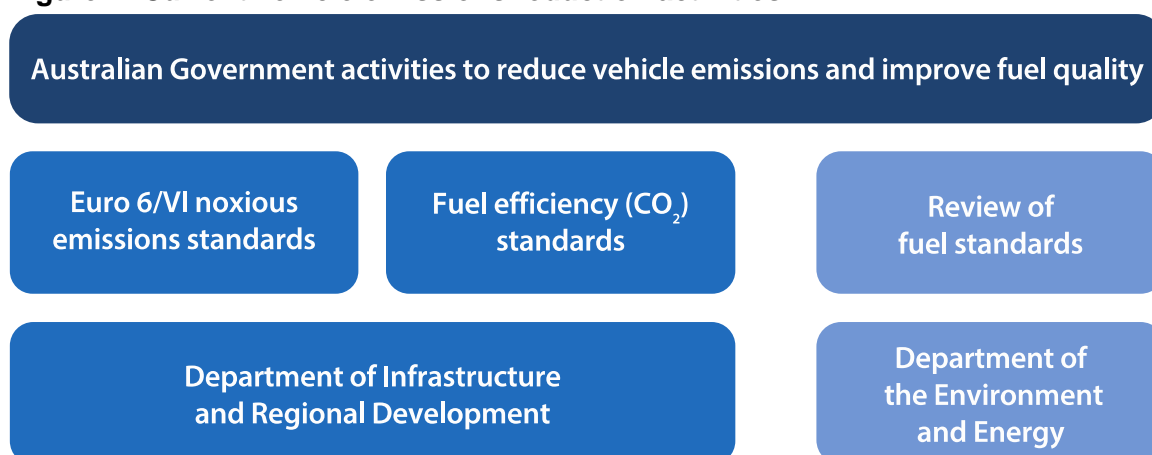 Australian Government activities to reduce vehicle emissions and improve fuel quality
Euro 6/VI noxious
emissions standards
Fuel efficiency (CO₂)
standards
Review of
fuel standards
Department of Infrastructure
and Regional Development
Department of
the Environment
and Energy